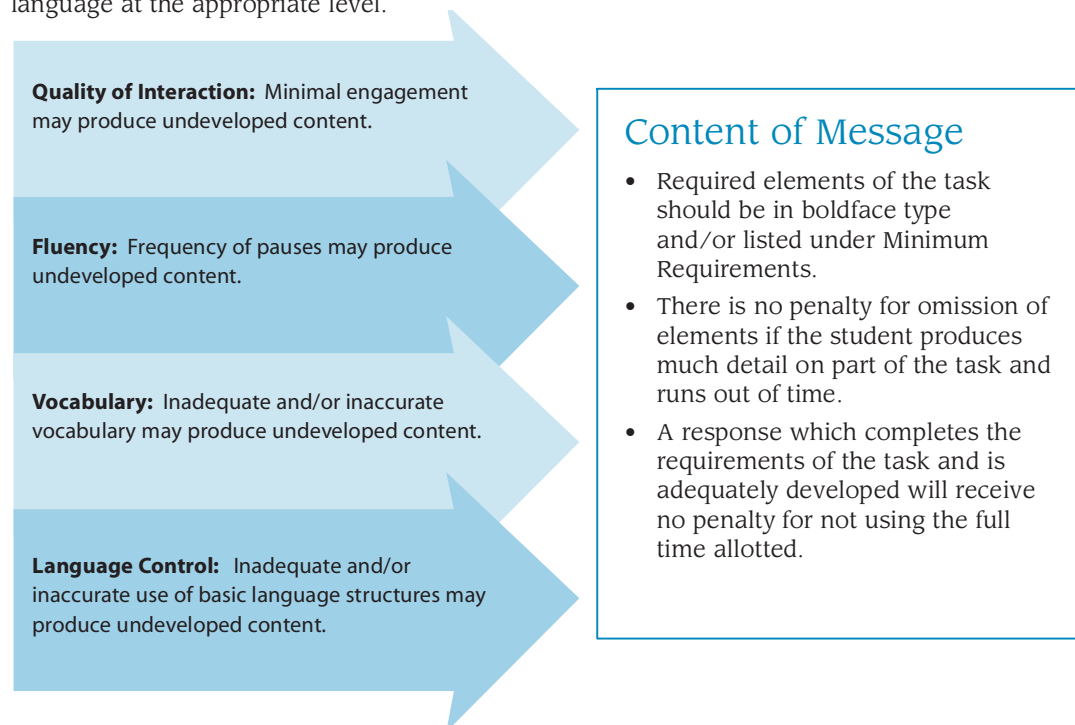 language at the appropriate level.
Quality of Interaction: Minimal engagement
may produce undeveloped content.
Fluency: Frequency of pauses may produce
undeveloped content.
Vocabulary: Inadequate and/or inaccurate
vocabulary may produce undeveloped content.
Language Control: Inadequate and/or
inaccurate use of basic language structures may
produce undeveloped content.
Content of Message
• Required elements of the task
should be in boldface type
and/or listed under Minimum
Requirements.
• There is no penalty for omission of
elements if the student produces
much detail on part of the task and
runs out of time.
• A response which completes the
requirements of the task and is
adequately developed will receive
no penalty for not using the full
time allotted.